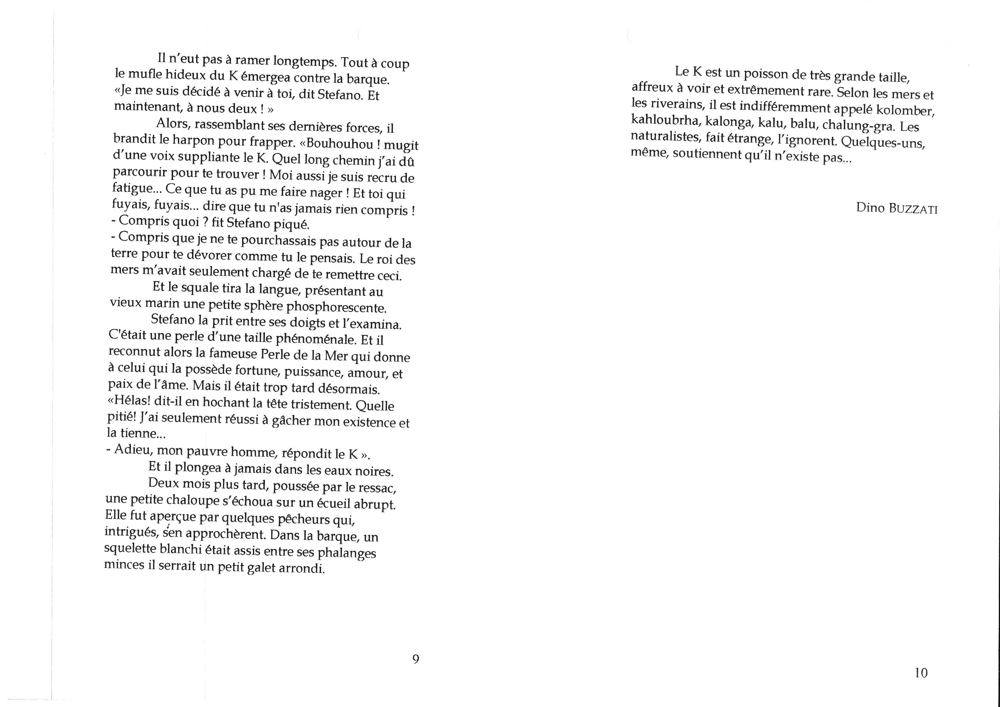 Il n'eut pas à ramer longtemps. Tout à coup
le mufle hideux du K émergea contre la barque.
«Je me suis décidé à venir à toi, dit Stefano. Et
maintenant, à nous deux ! »
Alors, rassemblant ses dernières forces, il
brandit le harpon pour frapper. «Bouhouhou ! mugit
d'une voix suppliante le K. Quel long chemin j'ai dû
parcourir pour te trouver ! Moi aussi je suis recru de
fatigue... Ce que tu as pu me faire nager ! Et toi qui
fuyais, fuyais... dire que tu n'as jamais rien compris !
- Compris quoi ? fit Stefano piqué.
- Compris que je ne te pourchassais pas autour de la
terre pour te dévorer comme tu le pensais. Le roi des
mers m'avait seulement chargé de te remettre ceci.
Et le squale tira la langue, présentant au
vieux marin une petite sphère phosphorescente.
Stefano la prit entre ses doigts et l'examina.
C'était une perle d'une taille phénoménale. Et il
reconnut alors la fameuse Perle de la Mer qui donne
à celui qui la possède fortune, puissance, amour, et
paix de l'âme. Mais il était trop tard désormais.
«Hélas! dit-il en hochant la tête tristement. Quelle
pitié! J'ai seulement réussi à gâcher mon existence et
la tienne...
- Adieu, mon pauvre homme, répondit le K ».
Et il plongea à jamais dans les eaux noires.
Deux mois plus tard, poussée par le ressac,
une petite chaloupe s'échoua sur un écueil abrupt.
Elle fut aperçue par quelques pêcheurs qui,
intrigués, s'en approchèrent. Dans la barque, un
squelette blanchi était assis entre ses phalanges
minces il serrait un petit galet arrondi.
9
Le K est un poisson de très grande taille,
affreux à voir et extrêmement rare. Selon les mers et
les riverains, il est indifféremment appelé kolomber,
kahloubrha, kalonga, kalu, balu, chalung-gra. Les
naturalistes, fait étrange, l'ignorent. Quelques-uns,
même, soutiennent qu'il n'existe pas...
Dino BUZZATI
10